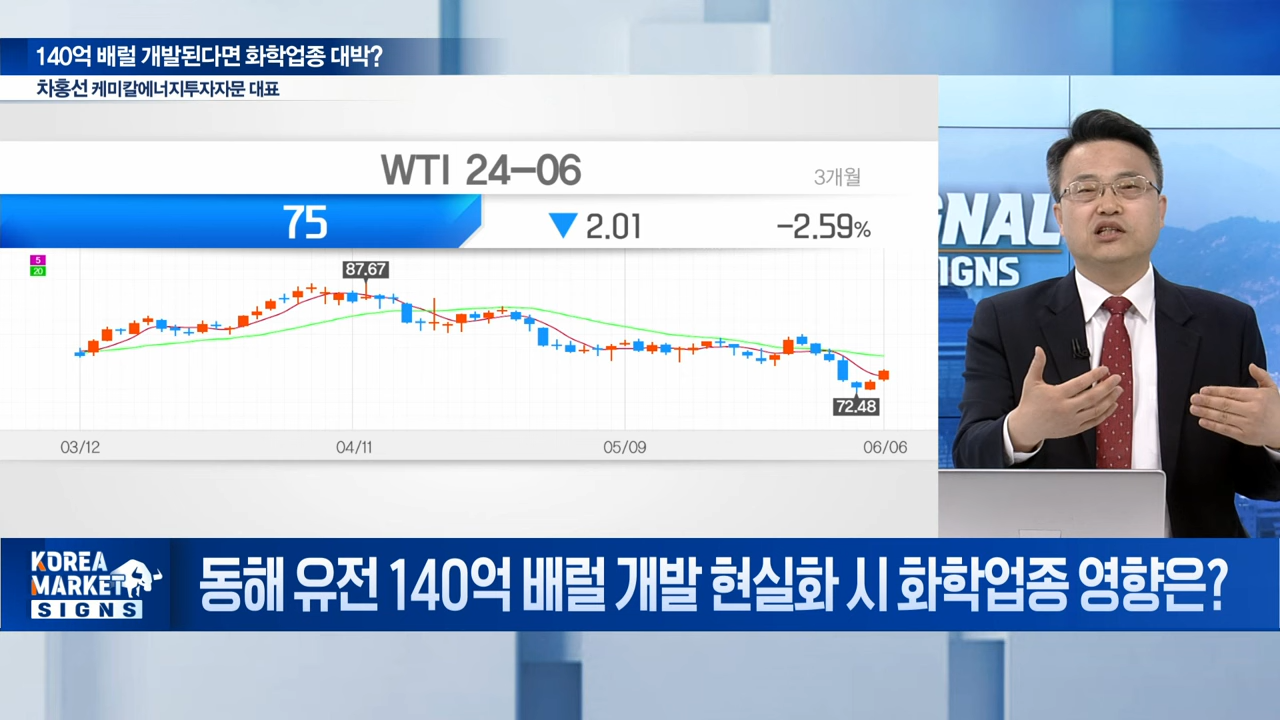 140억 배럴 개발된다면 화학업종 대박?
차홍선 케미칼에너지투자자문 대표
WTI 24-06
3개월
75
▼ 2.01
-2.59%
5
20
87.67
72.48
03/12
04/11
05/09
06/06
GNAL
IGNS
KOREA
MARKET
SIGNS
동해 유전 140억 배럴 개발 현실화 시 화학업종 영향은?